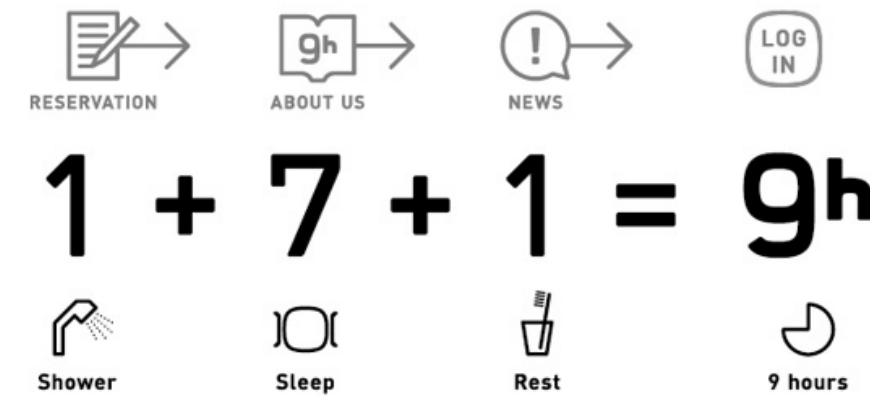 9h
!
LOG
IN
RESERVATION
ABOUT US
NEWS
1 + 7 + 1 = 9h
Shower
Sleep
Rest
9 hours